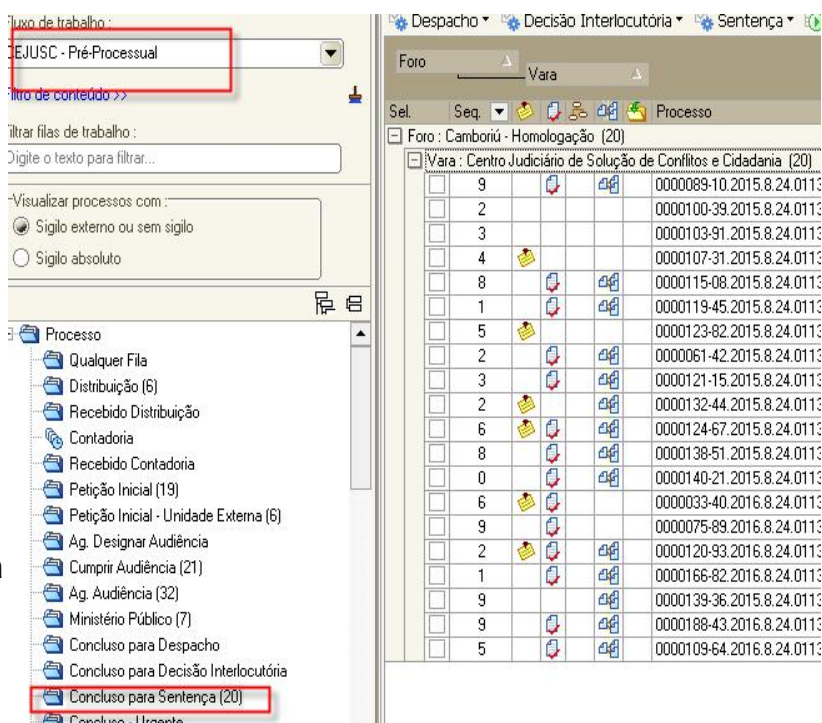 Fluxo de trabalho :
CEJUSC - Pré-Processual
Filtro de conteúdo >>
Filtrar filas de trabalho :
Digite o texto para filtrar...
Visualizar processos com :
Sigilo externo ou sem sigilo
Sigilo absoluto
Processo
Qualquer Fila
Distribuição (6)
Recebido Distribuição
Contadoria
Recebido Contadoria
Petição Inicial (19)
Petição Inicial - Unidade Externa (6)
Ag. Designar Audiência
Cumprir Audiência (21)
Ag. Audiência (32)
Ministério Público (7)
Concluso para Despacho
Concluso para Decisão Interlocutória
Concluso para Sentença (20)
Concluso - Urgente
Despacho Decisão Interlocutória Sentença
Foro
Vara
Sel. Seq. Processo
Foro : Camboriú - Homologação (20)
Vara : Centro Judiciário de Solução de Conflitos e Cidadania (20)
9 0000089-10.2015.8.24.0113
2 0000100-39.2015.8.24.0113
3 0000103-91.2015.8.24.0113
4 0000107-31.2015.8.24.0113
8 0000115-08.2015.8.24.0113
1 0000119-45.2015.8.24.0113
5 0000123-82.2015.8.24.0113
2 0000061-42.2015.8.24.0113
3 0000121-15.2015.8.24.0113
2 0000132-44.2015.8.24.0113
6 0000124-67.2015.8.24.0113
8 0000138-51.2015.8.24.0113
0 0000140-21.2015.8.24.0113
6 0000033-40.2016.8.24.0113
9 0000075-89.2016.8.24.0113
2 0000120-93.2016.8.24.0113
1 0000166-82.2016.8.24.0113
9 0000139-36.2015.8.24.0113
9 0000188-43.2016.8.24.0113
5 0000109-64.2016.8.24.0113